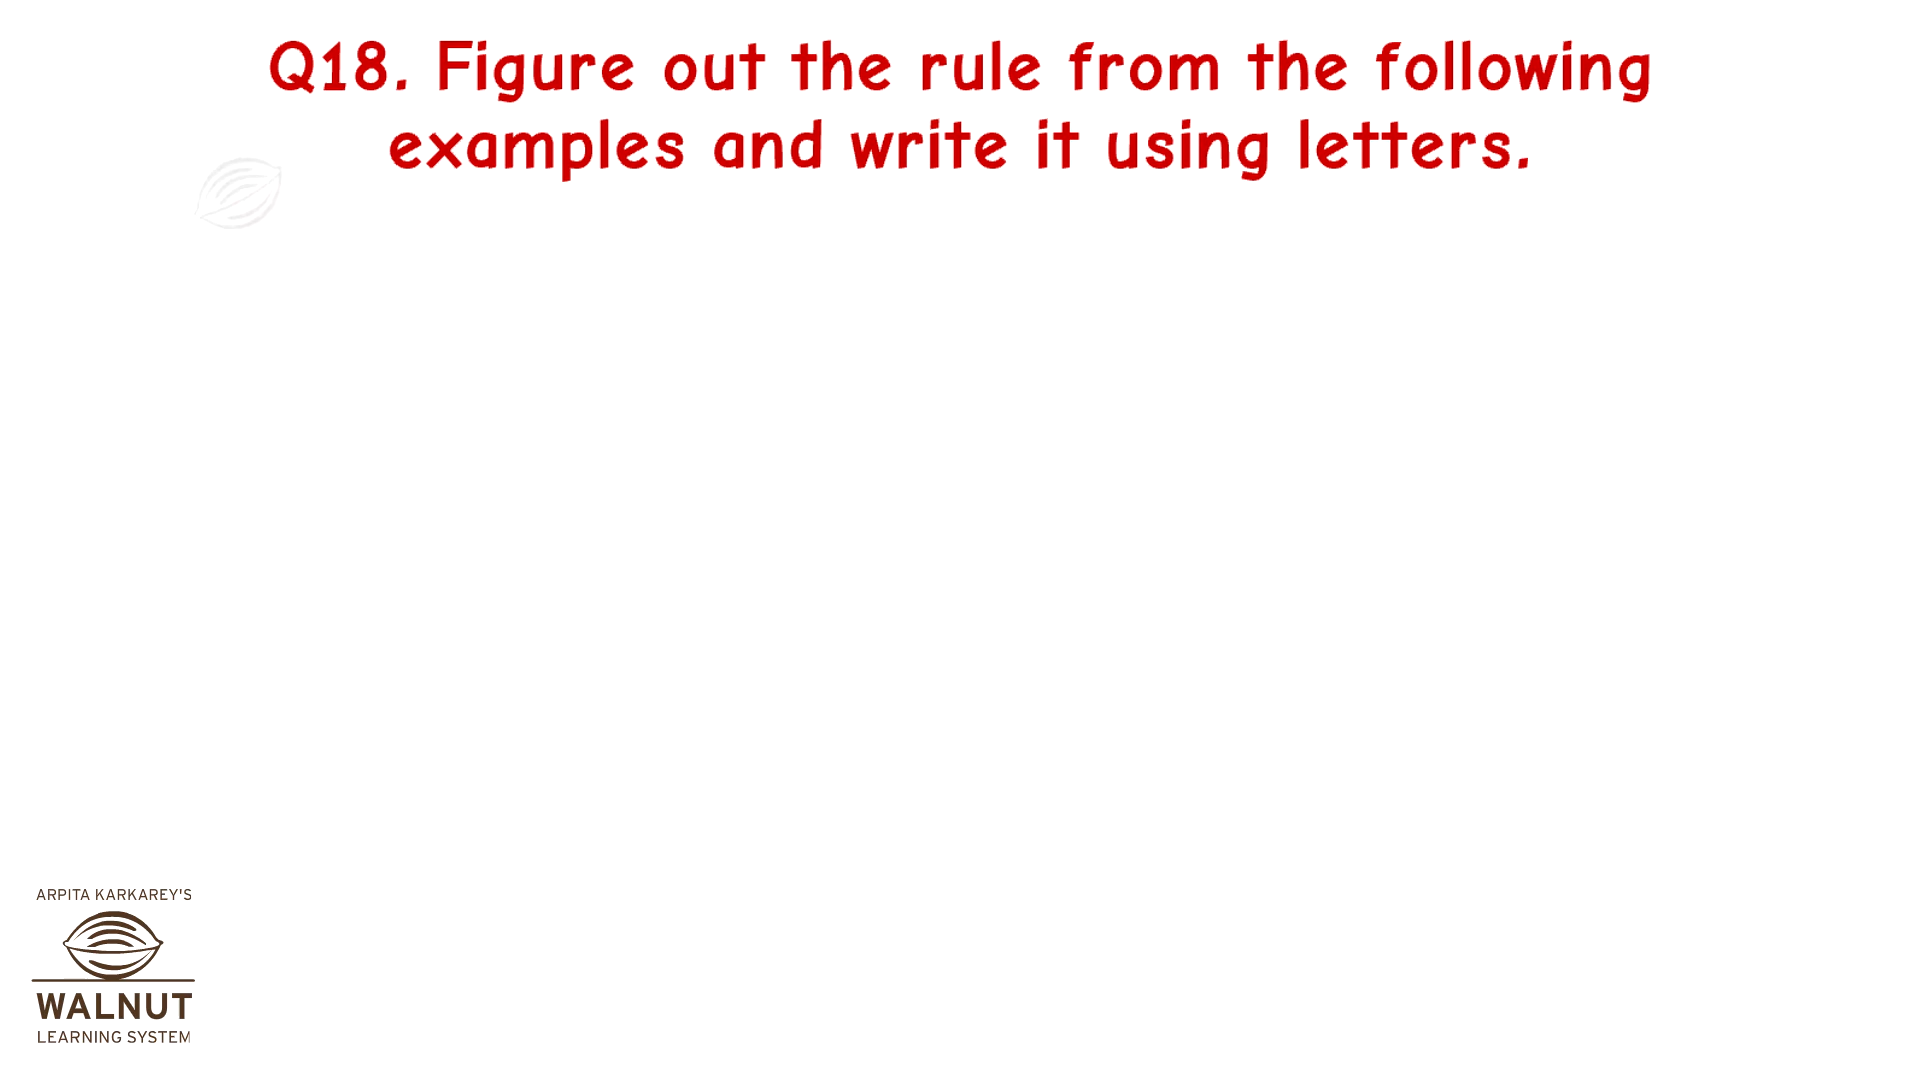 Q18. Figure out the rule from the following
examples and write it using letters.
ARPITA KARKAREY'S
WALNUT
LEARNING SYSTEM